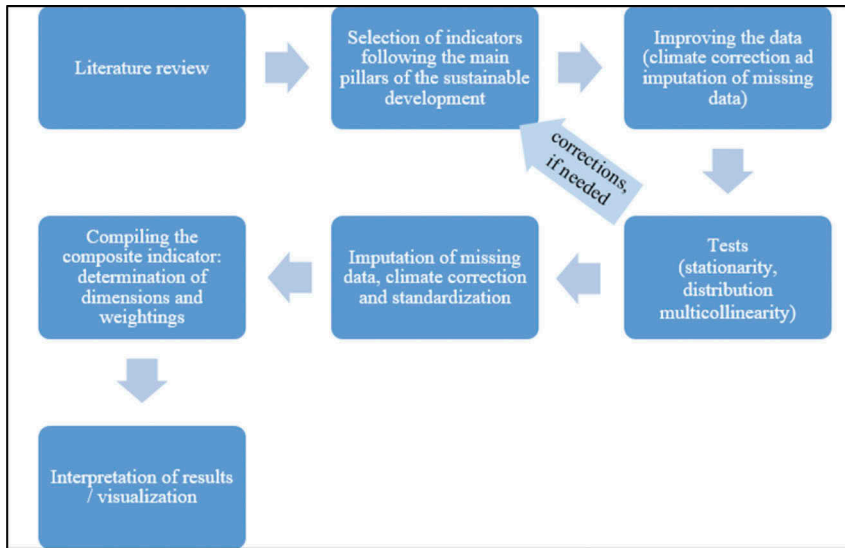 Literature review
Selection of indicators
following the main
pillars of the sustainable
development
Improving the data
(climate correction ad
imputation of missing
data)
corrections,
if needed
Tests
(stationarity,
distribution
multicollinearity)
Imputation of missing
data, climate correction
and standardization
Compiling the
composite indicator:
determination of
dimensions and
weightings
Interpretation of results
/ visualization